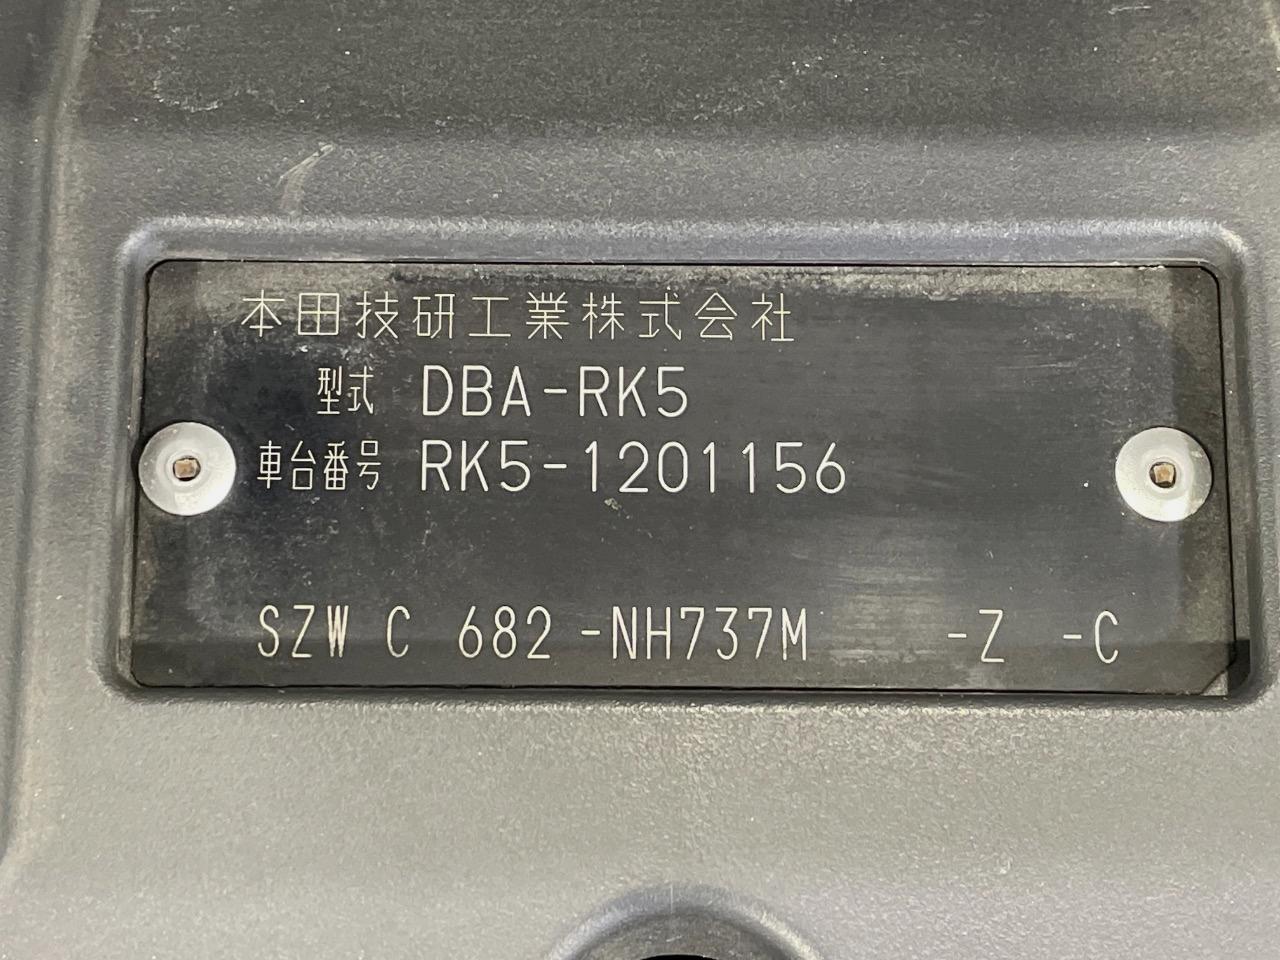 本田技研工業株式会社
型式 DBA-RK5
車台番号 RK5-1201156
SZW C 682 -NH737M -Z -C